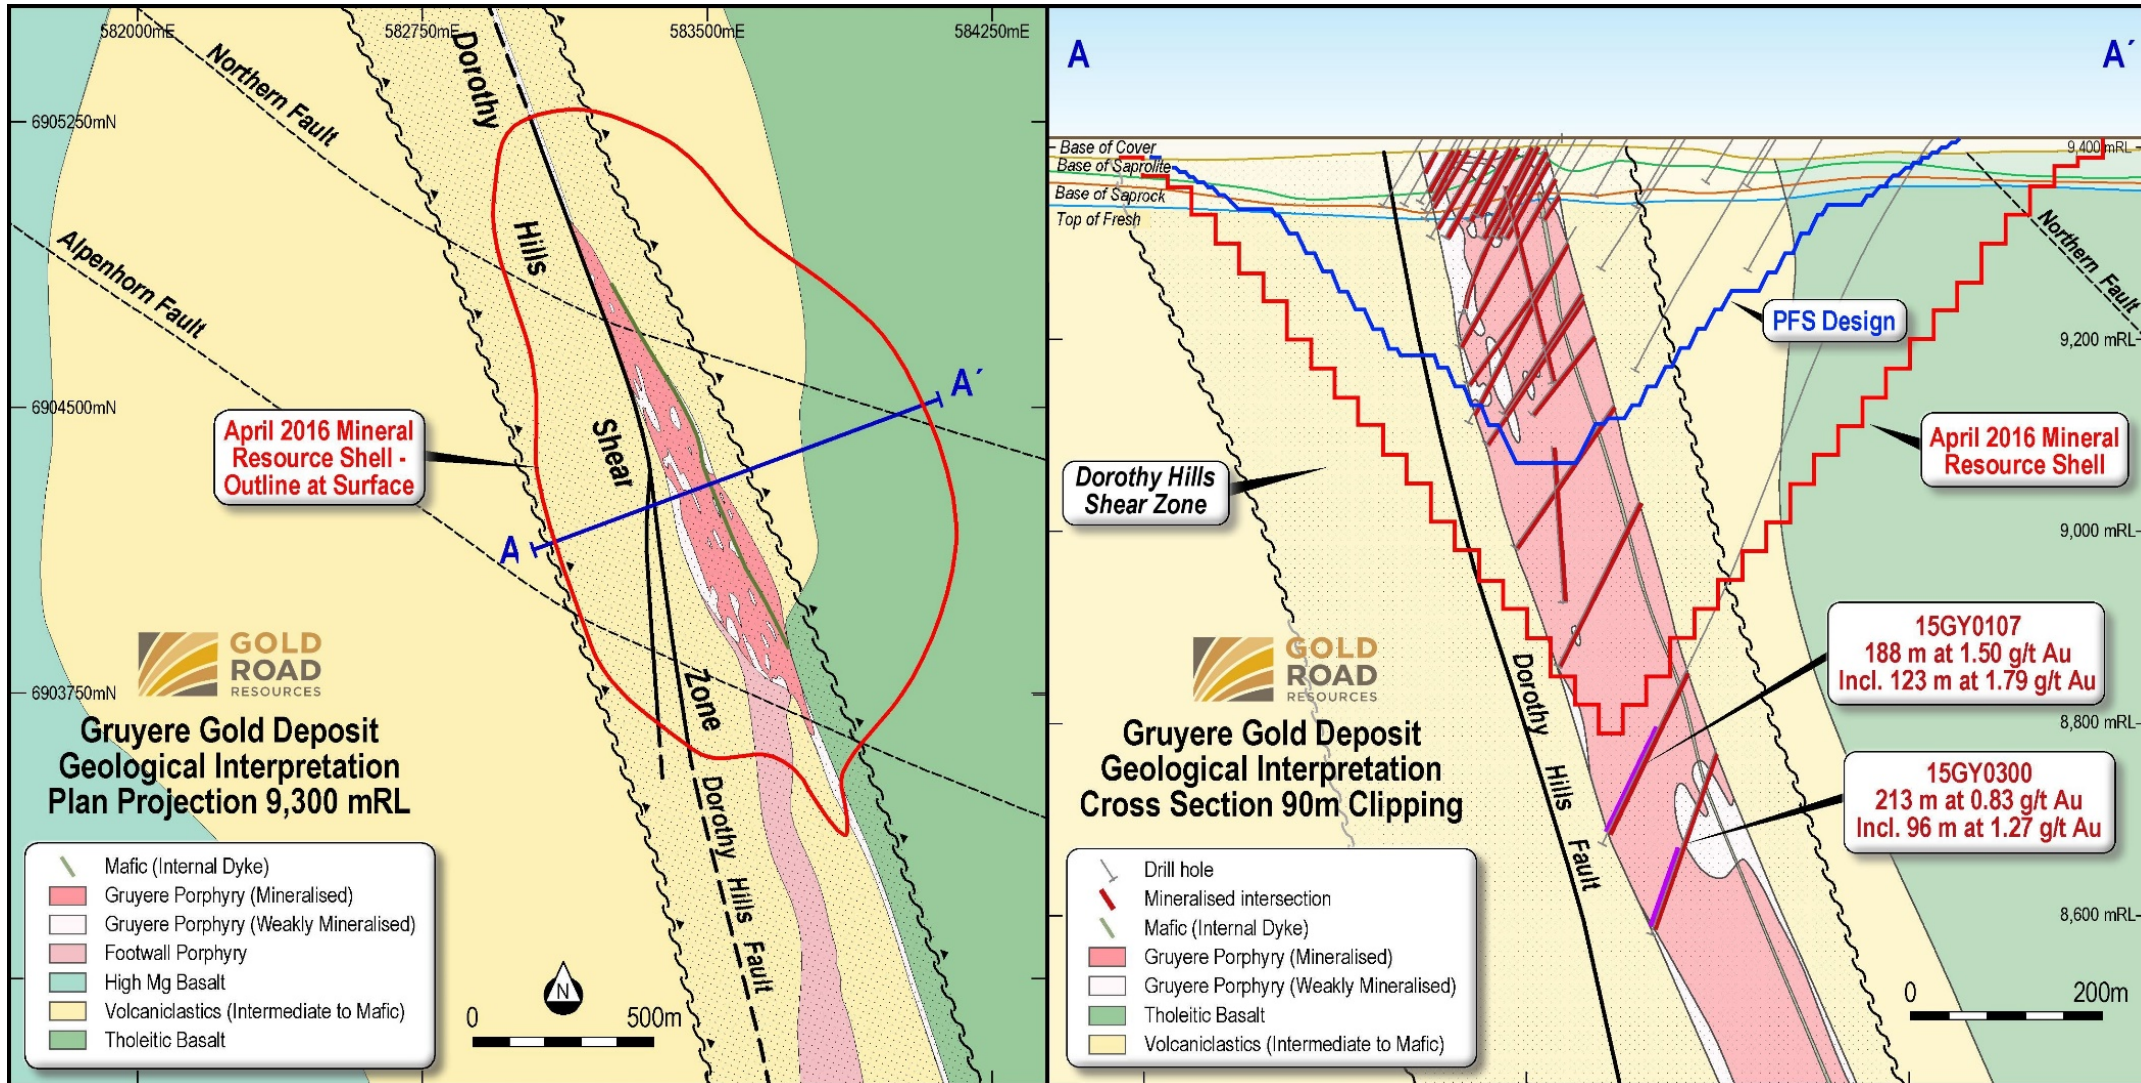 582000mE
582750mE
583500mE
584250mE
6905250mN
6904500mN
6903750mN
Northern Fault
Alpenhorn Fault
Dorothy
Hills
Shear
Zone
Dorothy Hills Fault
A
A´
April 2016 Mineral
Resource Shell -
Outline at Surface
GOLD
ROAD
RESOURCES
Gruyere Gold Deposit
Geological Interpretation
Plan Projection 9,300 mRL
Mafic (Internal Dyke)
Gruyere Porphyry (Mineralised)
Gruyere Porphyry (Weakly Mineralised)
Footwall Porphyry
High Mg Basalt
Volcaniclastics (Intermediate to Mafic)
Tholeitic Basalt
N
0 500m
A
A´
Base of Cover
Base of Saprolite
Base of Saprock
Top of Fresh
9,400 mRL
9,200 mRL
9,000 mRL
8,800 mRL
8,600 mRL
Northern Fault
PFS Design
April 2016 Mineral
Resource Shell
Dorothy Hills
Shear Zone
15GY0107
188 m at 1.50 g/t Au
Incl. 123 m at 1.79 g/t Au
15GY0300
213 m at 0.83 g/t Au
Incl. 96 m at 1.27 g/t Au
Dorothy Hills Fault
GOLD
ROAD
RESOURCES
Gruyere Gold Deposit
Geological Interpretation
Cross Section 90m Clipping
Drill hole
Mineralised intersection
Mafic (Internal Dyke)
Gruyere Porphyry (Mineralised)
Gruyere Porphyry (Weakly Mineralised)
Tholeitic Basalt
Volcaniclastics (Intermediate to Mafic)
0 200m